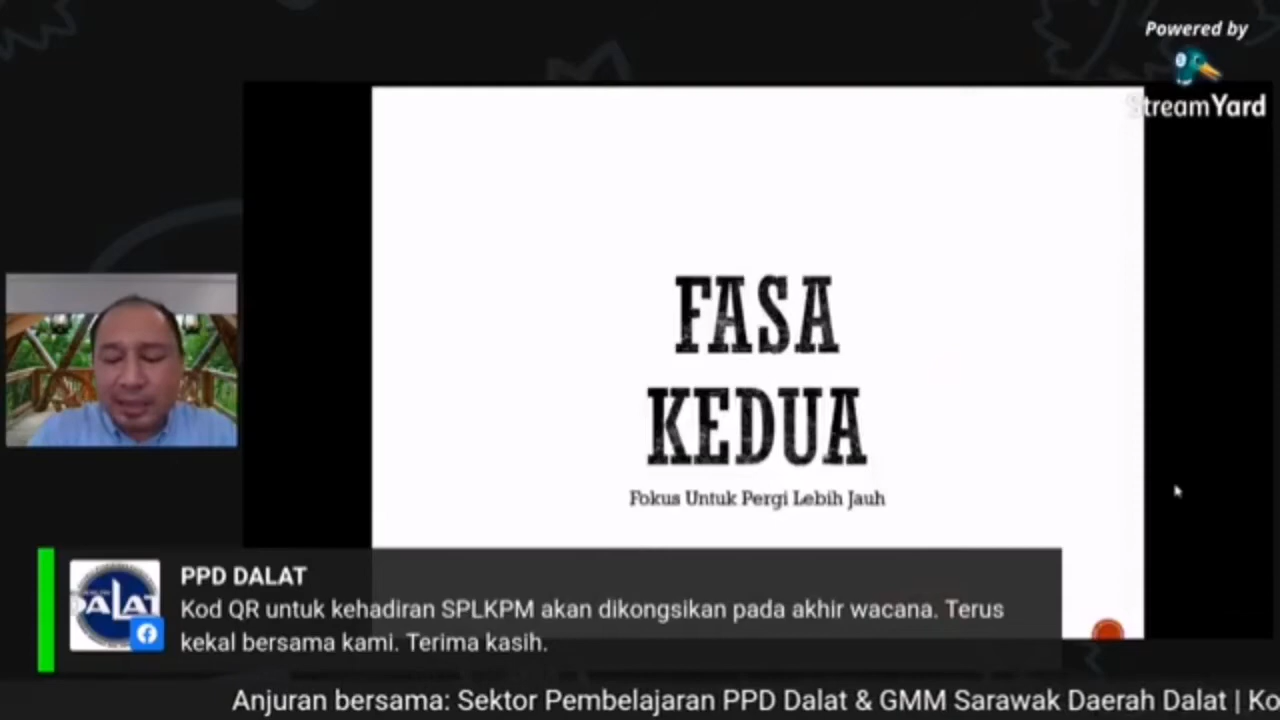 Powered by
StreamYard
FASA
KEDUA
Fokus Untuk Pergi Lebih Jauh
PPD DALAT
DALAT
Kod QR untuk kehadiran SPLKPM akan dikongsikan pada akhir wacana. Terus
kekal bersama kami. Terima kasih.
Anjuran bersama: Sektor Pembelajaran PPD Dalat & GMM Sarawak Daerah Dalat | Ko